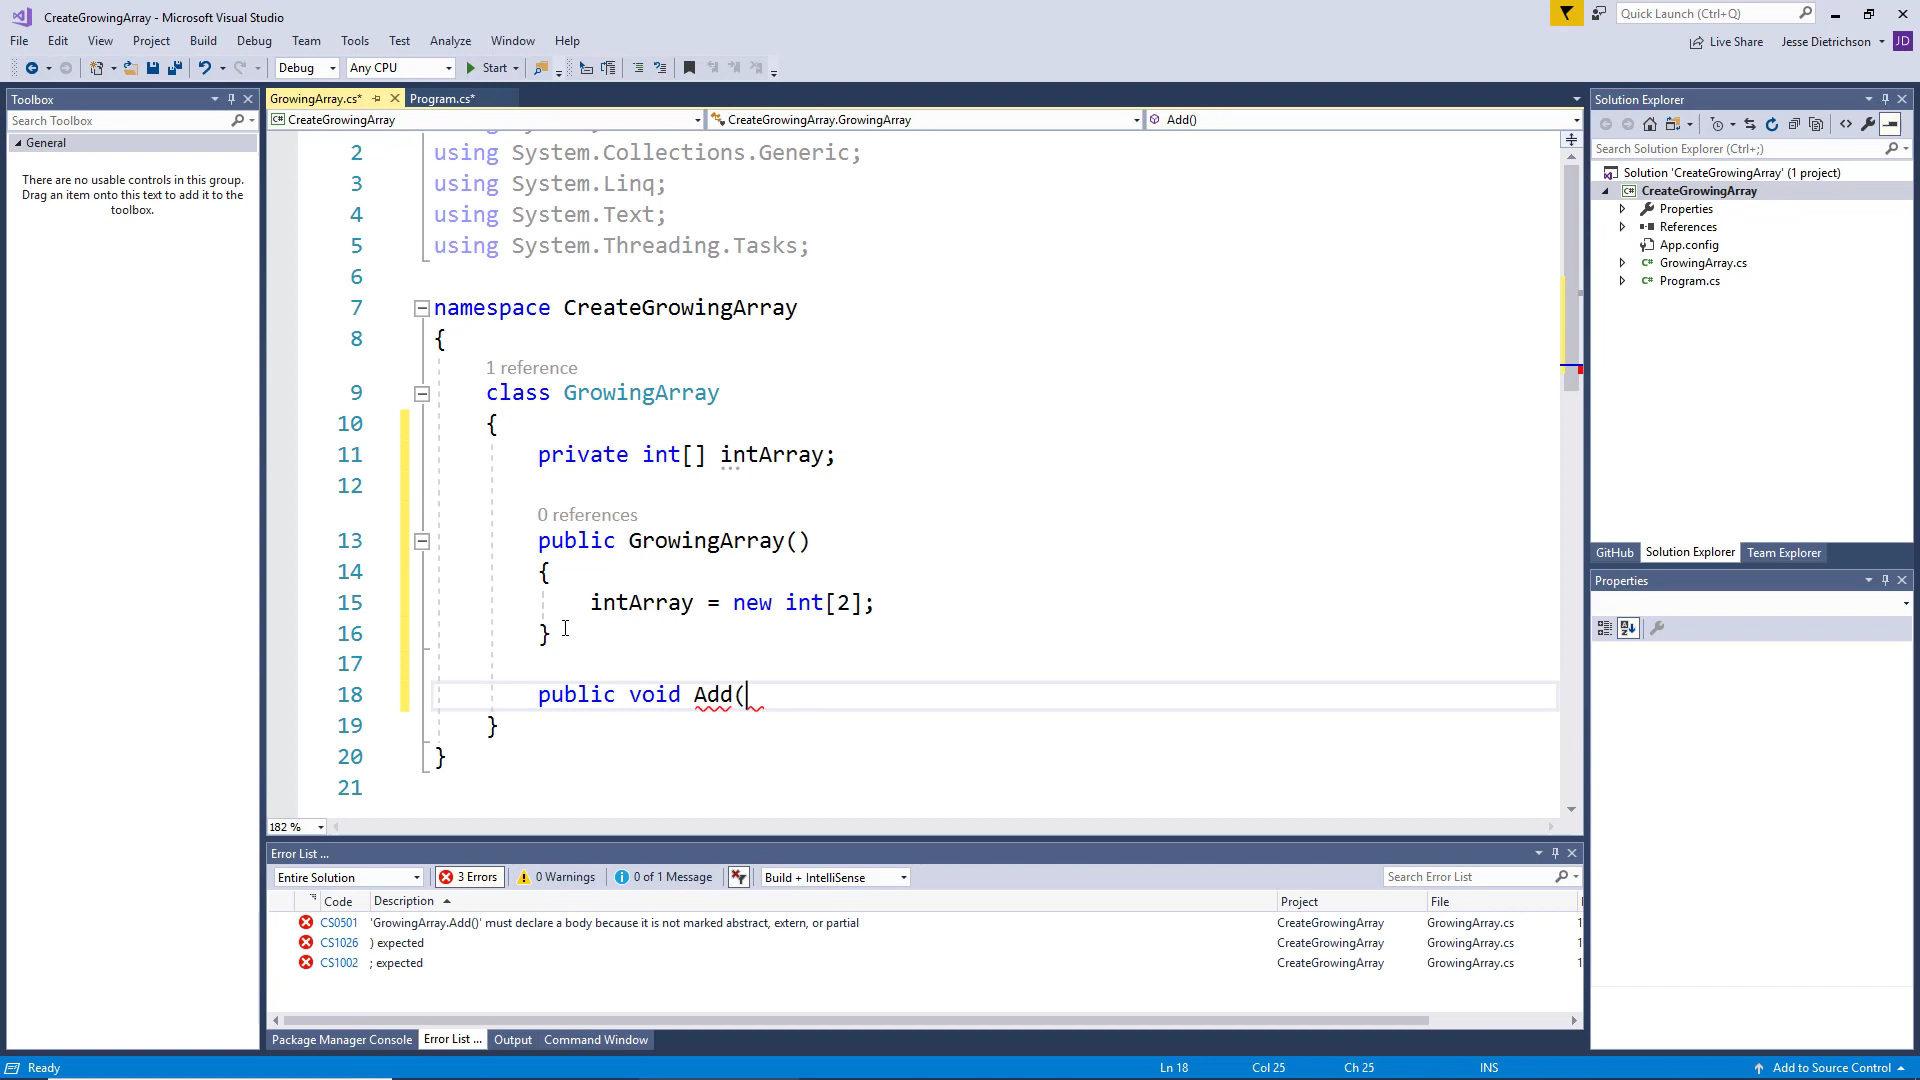 CreateGrowingArray - Microsoft Visual Studio
Quick Launch (Ctrl+Q)
File Edit View Project Build Debug Team Tools Test Analyze Window Help
Live Share
Jesse Dietrichson
JD
Debug
Any CPU
Start
Toolbox
Search Toolbox
General
There are no usable controls in this group.
Drag an item onto this text to add it to the
toolbox.
GrowingArray.cs*
Program.cs*
CreateGrowingArray
CreateGrowingArray.GrowingArray
Add()
2 using System.Collections.Generic;
3 using System.Linq;
4 using System.Text;
5 using System.Threading.Tasks;
6
7 namespace CreateGrowingArray
8 {
1 reference
9 class GrowingArray
10 {
11 private int[] intArray;
12
0 references
13 public GrowingArray()
14 {
15 intArray = new int[2];
16 }
17
18 public void Add(
19 }
20 }
21
182 %
Error List ...
Entire Solution
3 Errors
0 Warnings
0 of 1 Message
Build + IntelliSense
Search Error List
Code Description Project File
CS0501 'GrowingArray.Add()' must declare a body because it is not marked abstract, extern, or partial CreateGrowingArray GrowingArray.cs 1
CS1026 ) expected CreateGrowingArray GrowingArray.cs 1
CS1002 ; expected CreateGrowingArray GrowingArray.cs 1
Package Manager Console Error List ... Output Command Window
Solution Explorer
Search Solution Explorer (Ctrl+;)
Solution 'CreateGrowingArray' (1 project)
CreateGrowingArray
Properties
References
App.config
GrowingArray.cs
Program.cs
GitHub Solution Explorer Team Explorer
Properties
Ready
Ln 18 Col 25 Ch 25 INS
Add to Source Control